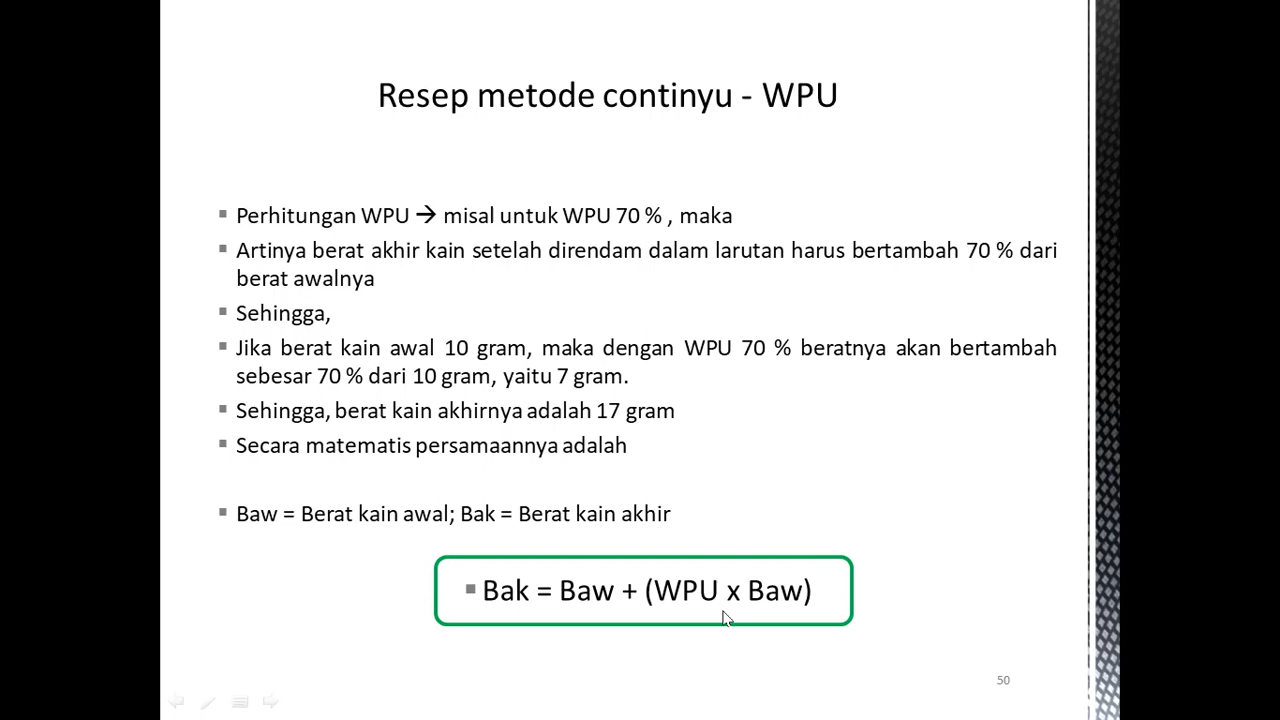 Resep metode continyu - WPU
▪ Perhitungan WPU → misal untuk WPU 70 % , maka
▪ Artinya berat akhir kain setelah direndam dalam larutan harus bertambah 70 % dari
berat awalnya
▪ Sehingga,
▪ Jika berat kain awal 10 gram, maka dengan WPU 70 % beratnya akan bertambah
sebesar 70 % dari 10 gram, yaitu 7 gram.
▪ Sehingga, berat kain akhirnya adalah 17 gram
▪ Secara matematis persamaannya adalah
▪ Baw = Berat kain awal; Bak = Berat kain akhir
▪ Bak = Baw + (WPU x Baw)
50